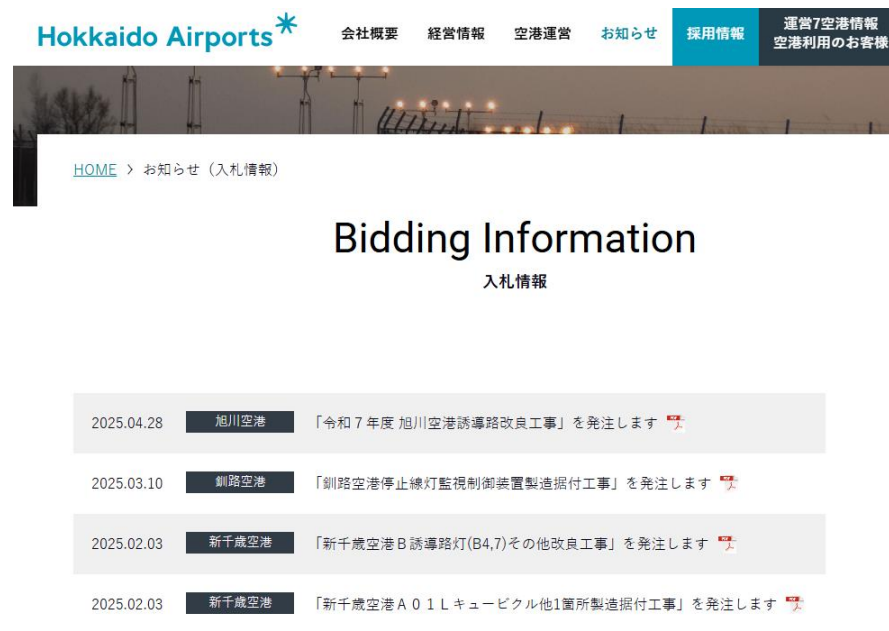 Hokkaido Airports
会社概要 経営情報 空港運営 お知らせ 採用情報 運営7空港情報
空港利用のお客様
HOME > お知らせ（入札情報）
Bidding Information
入札情報
2025.04.28 旭川空港 「令和７年度 旭川空港誘導路改良工事」を発注します
2025.03.10 釧路空港 「釧路空港停止線灯監視制御装置製造据付工事」を発注します
2025.02.03 新千歳空港 「新千歳空港Ｂ誘導路灯(B4,7)その他改良工事」を発注します
2025.02.03 新千歳空港 「新千歳空港Ａ０１Ｌキュービクル他1箇所製造据付工事」を発注します